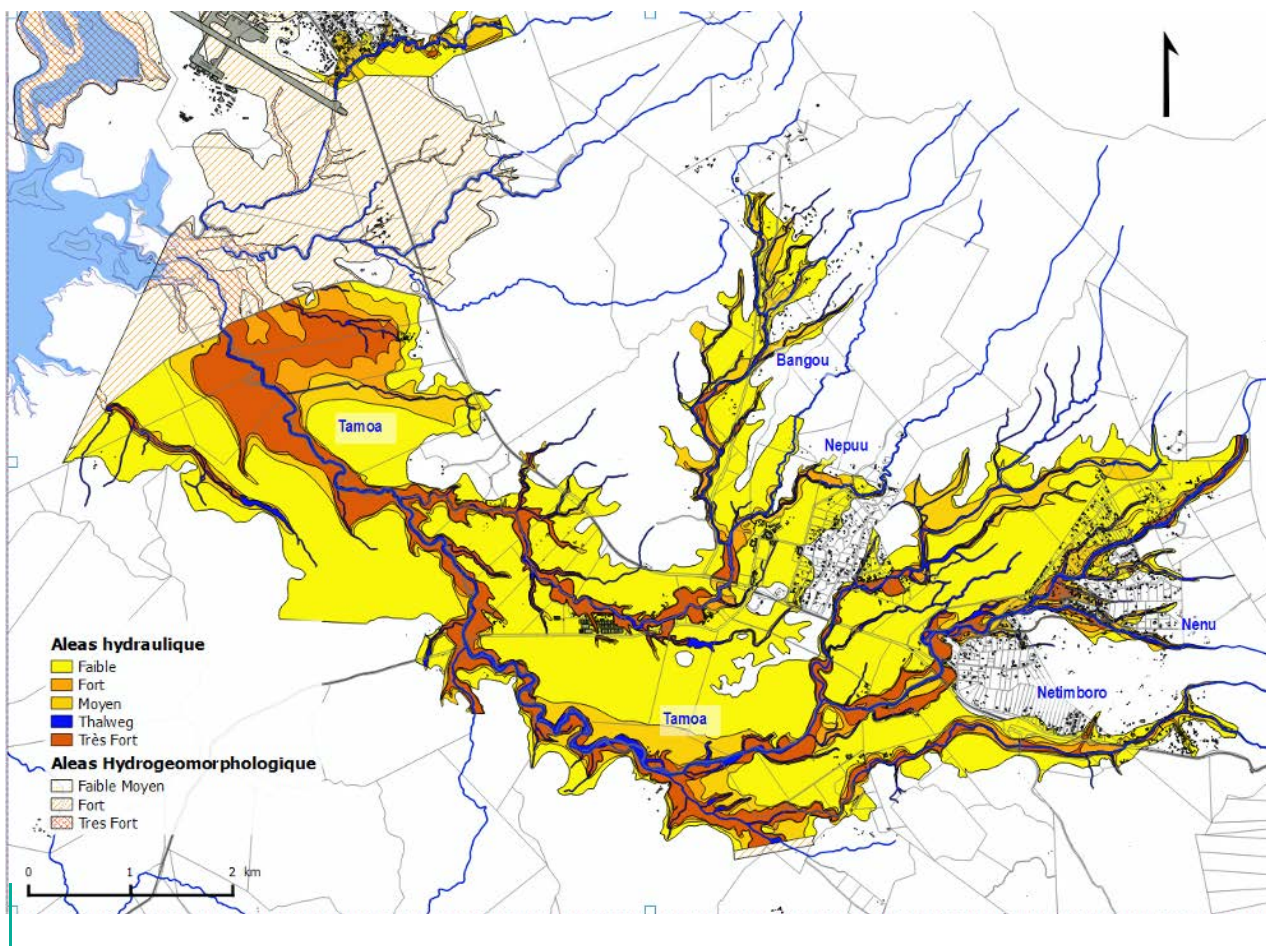 Bangou
Nepuu
Tamoa
Nenu
Netimboro
Tamoa
Aleas hydraulique
Faible
Fort
Moyen
Thalweg
Très Fort
Aleas Hydrogeomorphologique
Faible Moyen
Fort
Tres Fort
0 1 2 km